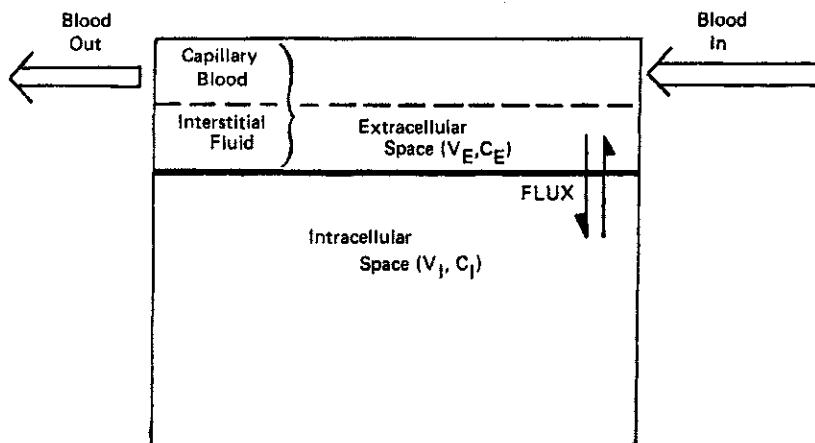 Blood
Out
Blood
In
Capillary
Blood
Interstitial
Fluid
Extracellular
Space (V_E,C_E)
FLUX
Intracellular
Space (V_I, C_I)